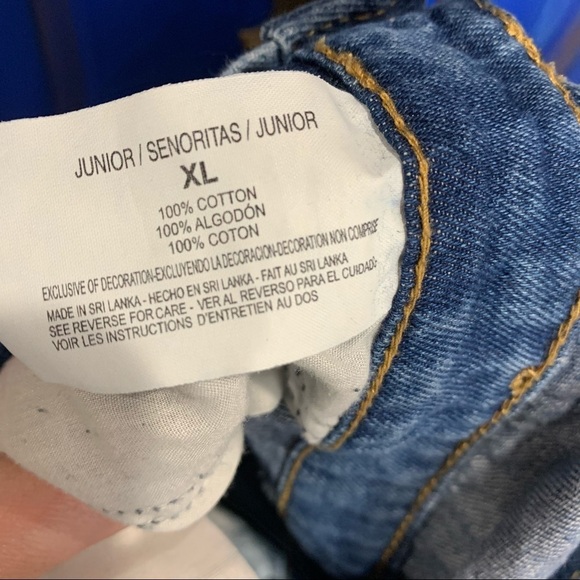 JUNIOR / SENORITAS / JUNIOR
XL
100% COTTON
100% ALGODÓN
100% COTON
EXCLUSIVE OF DECORATION-EXCLUYENDO LA DECORACION-DECORATION NON COMPRISE
MADE IN SRI LANKA - HECHO EN SRI LANKA - FAIT AU SRI LANKA
SEE REVERSE FOR CARE - VER AL REVERSO PARA EL CUIDADO
VOIR LES INSTRUCTIONS D'ENTRETIEN AU DOS